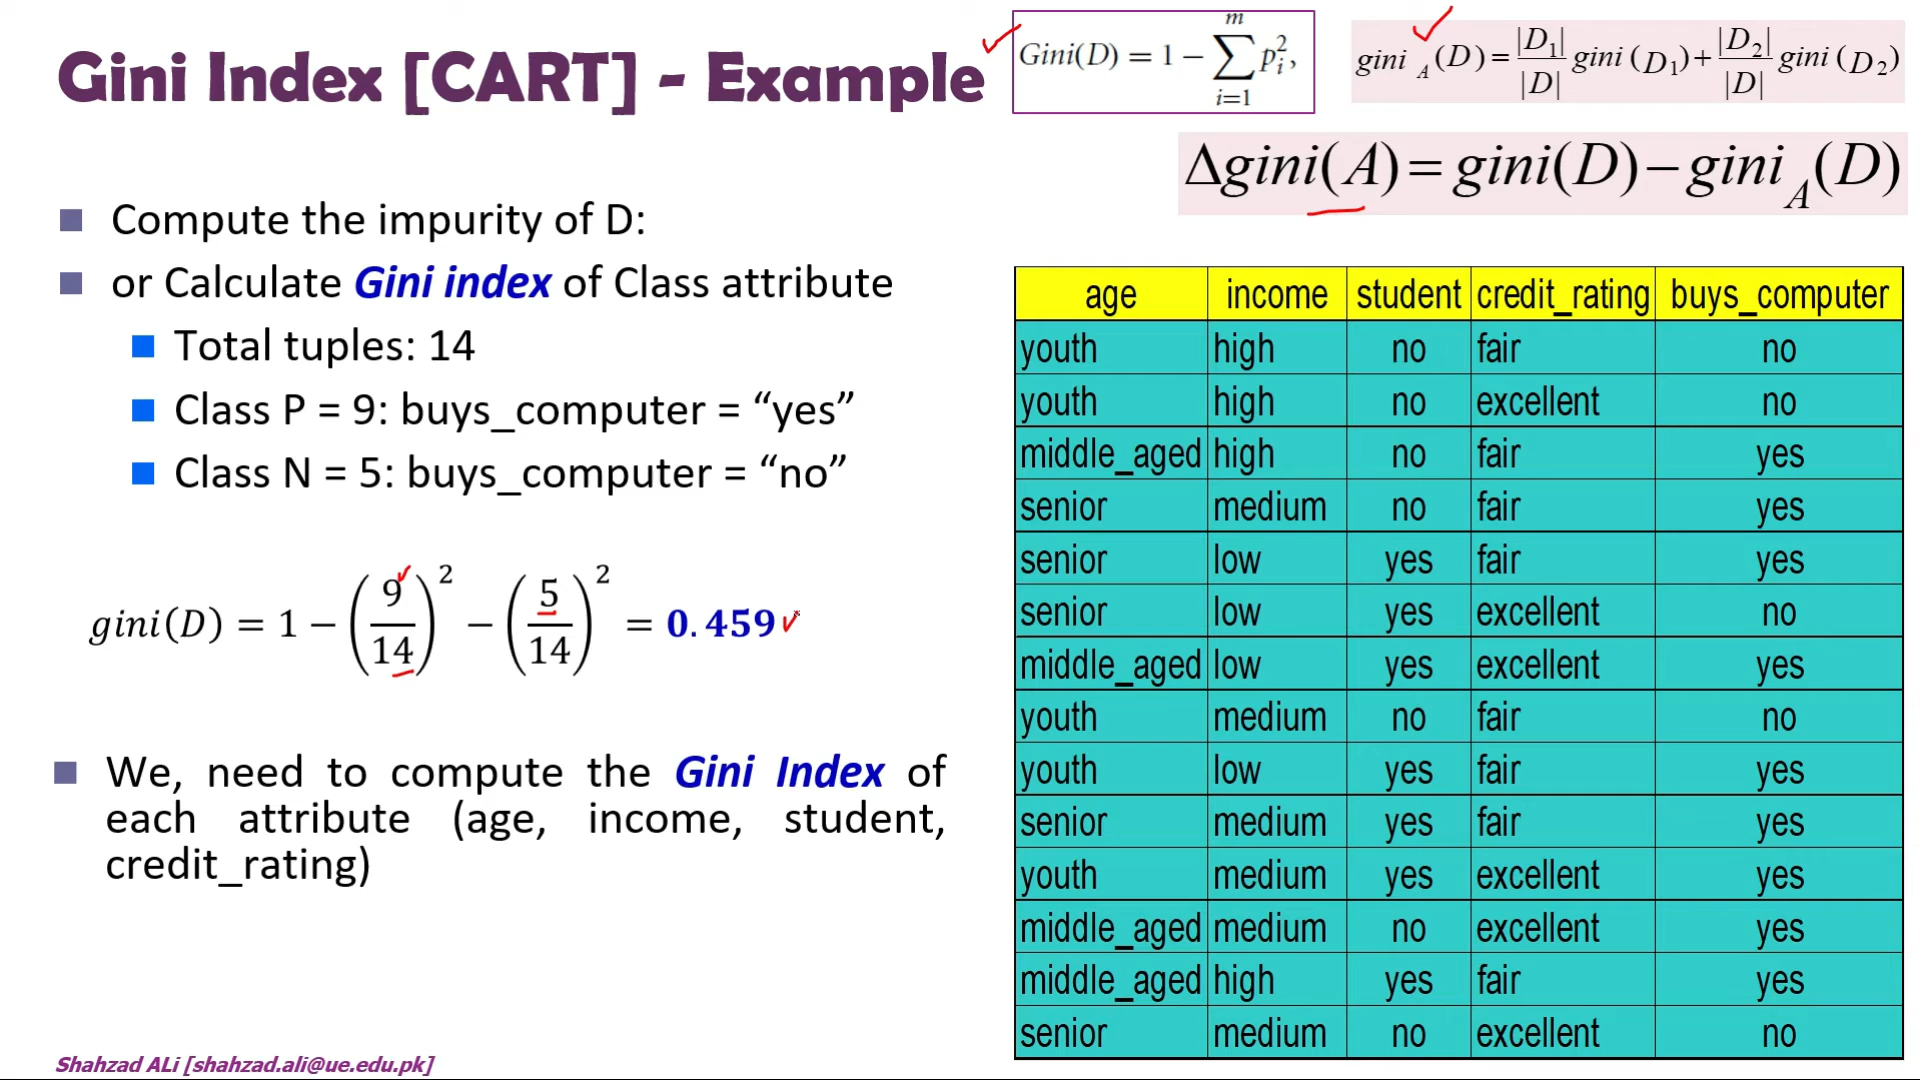 Gini Index [CART] - Example
Gini(D) = 1 − ∑_{i=1}^{m} p_i^2,
gini_A(D) = |D_1|/|D| gini(D_1) + |D_2|/|D| gini(D_2)
Δgini(A) = gini(D) − gini_A(D)
Compute the impurity of D:
or Calculate Gini index of Class attribute
Total tuples: 14
Class P = 9: buys_computer = “yes”
Class N = 5: buys_computer = “no”
gini(D) = 1 − (9/14)^2 − (5/14)^2 = 0.459
We, need to compute the Gini Index of
each attribute (age, income, student,
credit_rating)
age income student credit_rating buys_computer
youth high no fair no
youth high no excellent no
middle_aged high no fair yes
senior medium no fair yes
senior low yes fair yes
senior low yes excellent no
middle_aged low yes excellent yes
youth medium no fair no
youth low yes fair yes
senior medium yes fair yes
youth medium yes excellent yes
middle_aged medium no excellent yes
middle_aged high yes fair yes
senior medium no excellent no
Shahzad ALi [shahzad.ali@ue.edu.pk]